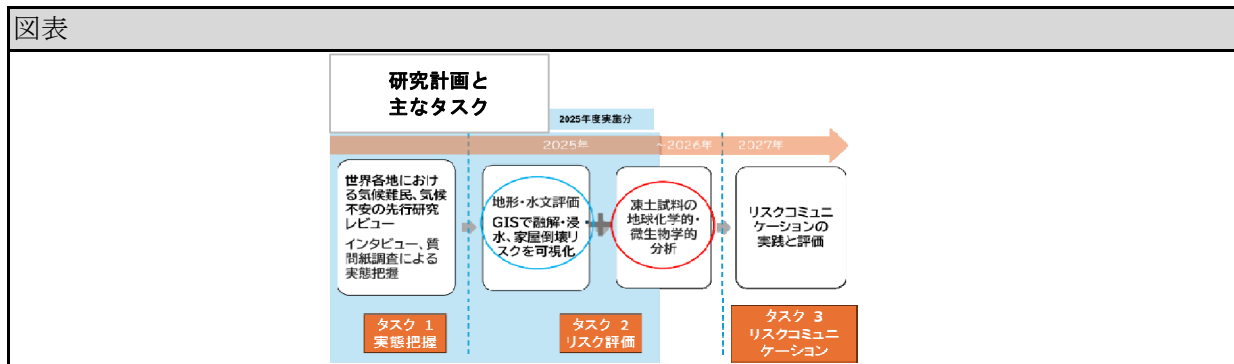 図表
研究計画と
主なタスク
2025年度実施分
2025年
～2026年
2027年
世界各地におけ
る気候難民、気候
不安の先行研究
レビュー
インタビュー、質
問紙調査による
実態把握
地形・水文評価
GISで融解・浸
水、家屋倒壊リ
スクを可視化
凍土試料の
地球化学的・
微生物学的
分析
リスクコミュニ
ケーションの
実践と評価
タスク 1
実態把握
タスク 2
リスク評価
タスク 3
リスクコミュニ
ケーション